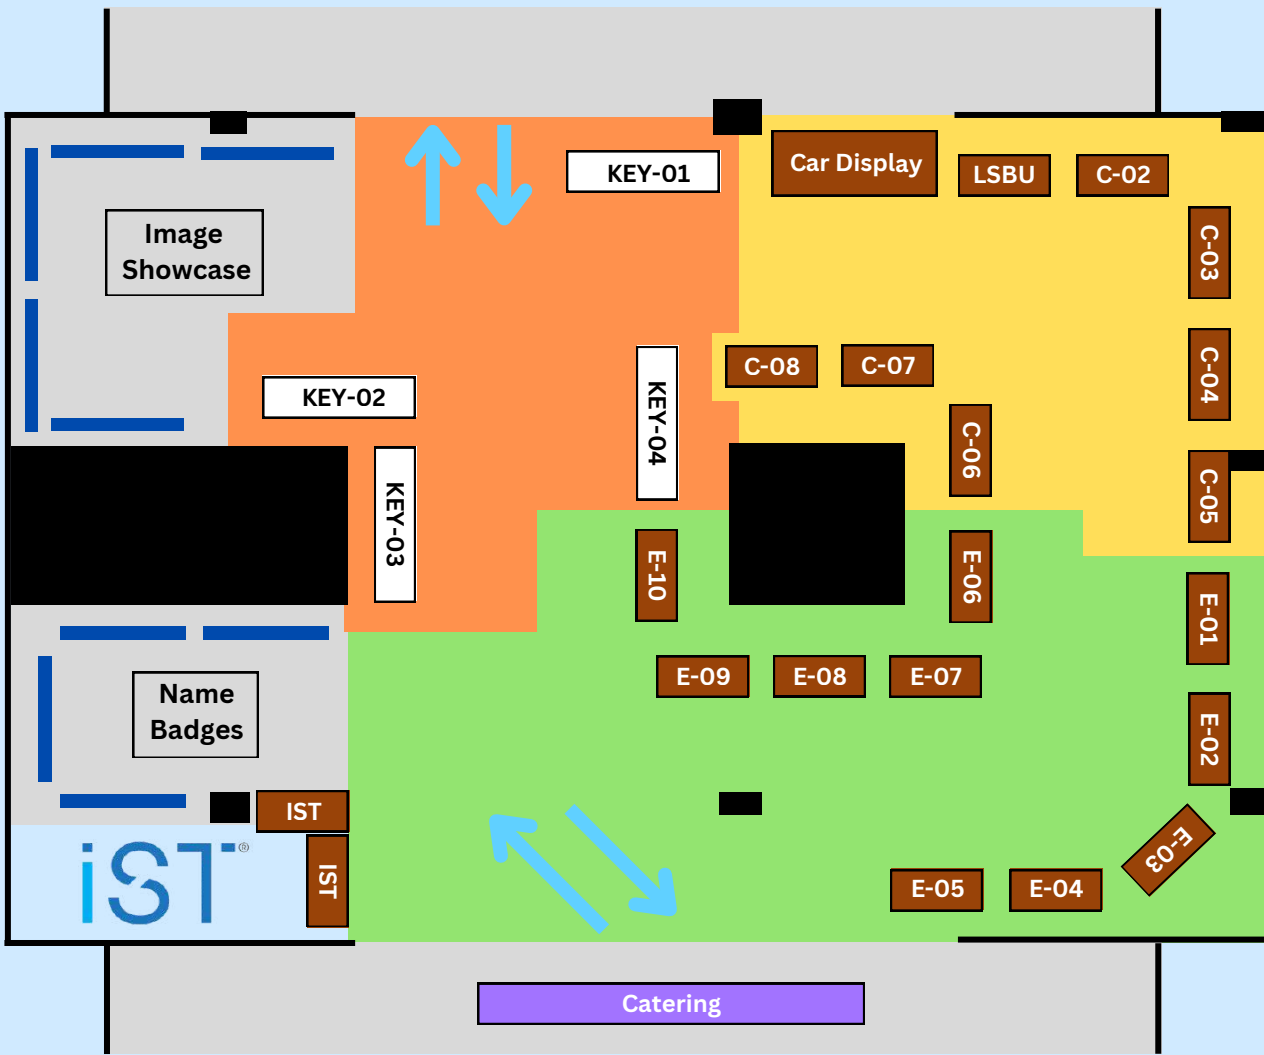 KEY-01
Car Display
LSBU
C-02
Image
Showcase
C-03
C-04
C-08
C-07
KEY-02
KEY-04
C-06
C-05
KEY-03
E-10
E-06
E-01
E-09
E-08
E-07
Name
Badges
E-02
IST
E-03
iST®
IST
E-05
E-04
Catering